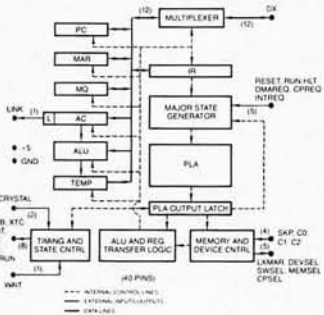 (12)
MULTIPLEXER
DX
(12)
PC
MAR
IR
MQ
RESET, RUN/HLT
DMAREQ, CPREQ
INTREQ
(5)
MAJOR STATE
GENERATOR
LINK
(1)
L
AC
+5
GND
ALU
PLA
TEMP
CRYSTAL
(2)
PLA OUTPUT LATCH
B, XTC
(8)
TIMING AND
STATE CNTRL
ALU AND REG
TRANSFER LOGIC
MEMORY AND
DEVICE CNTRL
(4)
SKP, C0
C1, C2
(5)
LXMAR, DEVSEL
SWSEL, MEMSEL
CPSEL
RUN
(1)
WAIT
(40-PINS)
INTERNAL CONTROL LINES
EXTERNAL INPUTS/OUTPUTS
DATA LINES